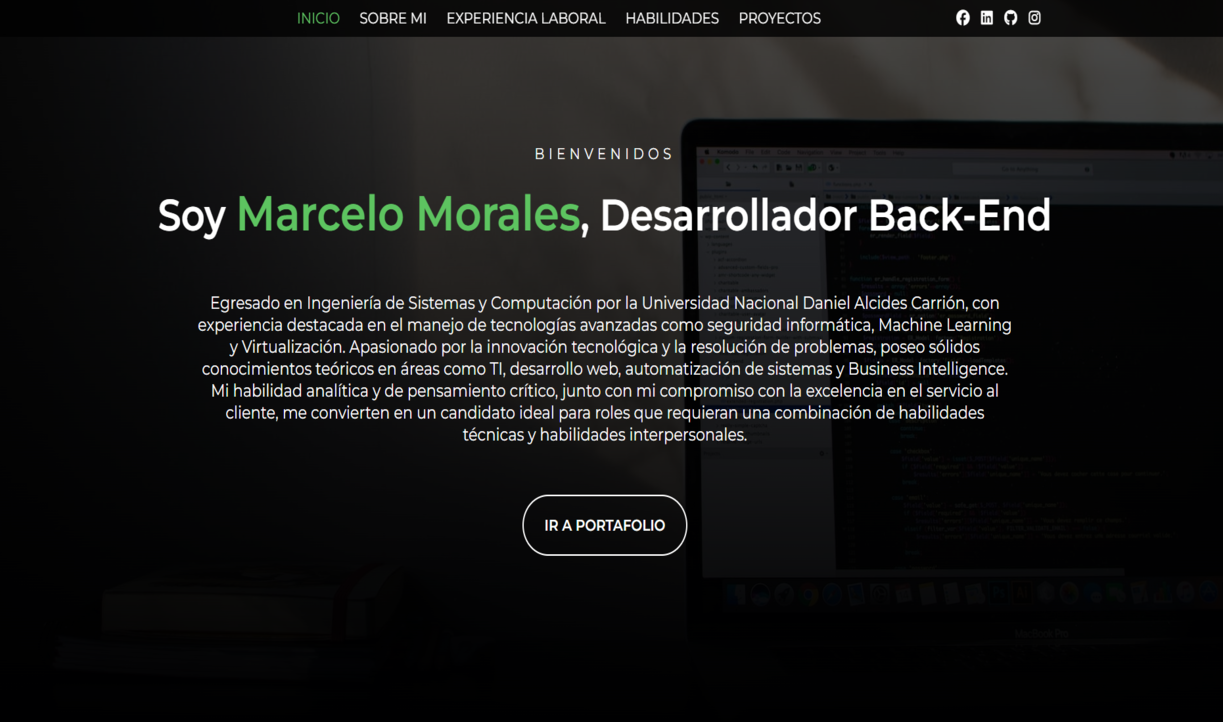 INICIO SOBRE MI EXPERIENCIA LABORAL HABILIDADES PROYECTOS
BIENVENIDOS
Soy Marcelo Morales, Desarrollador Back-End
Egresado en Ingeniería de Sistemas y Computación por la Universidad Nacional Daniel Alcides Carrión, con
experiencia destacada en el manejo de tecnologías avanzadas como seguridad informática, Machine Learning
y Virtualización. Apasionado por la innovación tecnológica y la resolución de problemas, poseo sólidos
conocimientos teóricos en áreas como TI, desarrollo web, automatización de sistemas y Business Intelligence.
Mi habilidad analítica y de pensamiento crítico, junto con mi compromiso con la excelencia en el servicio al
cliente, me convierten en un candidato ideal para roles que requieran una combinación de habilidades
técnicas y habilidades interpersonales.
IR A PORTAFOLIO
MacBook Pro